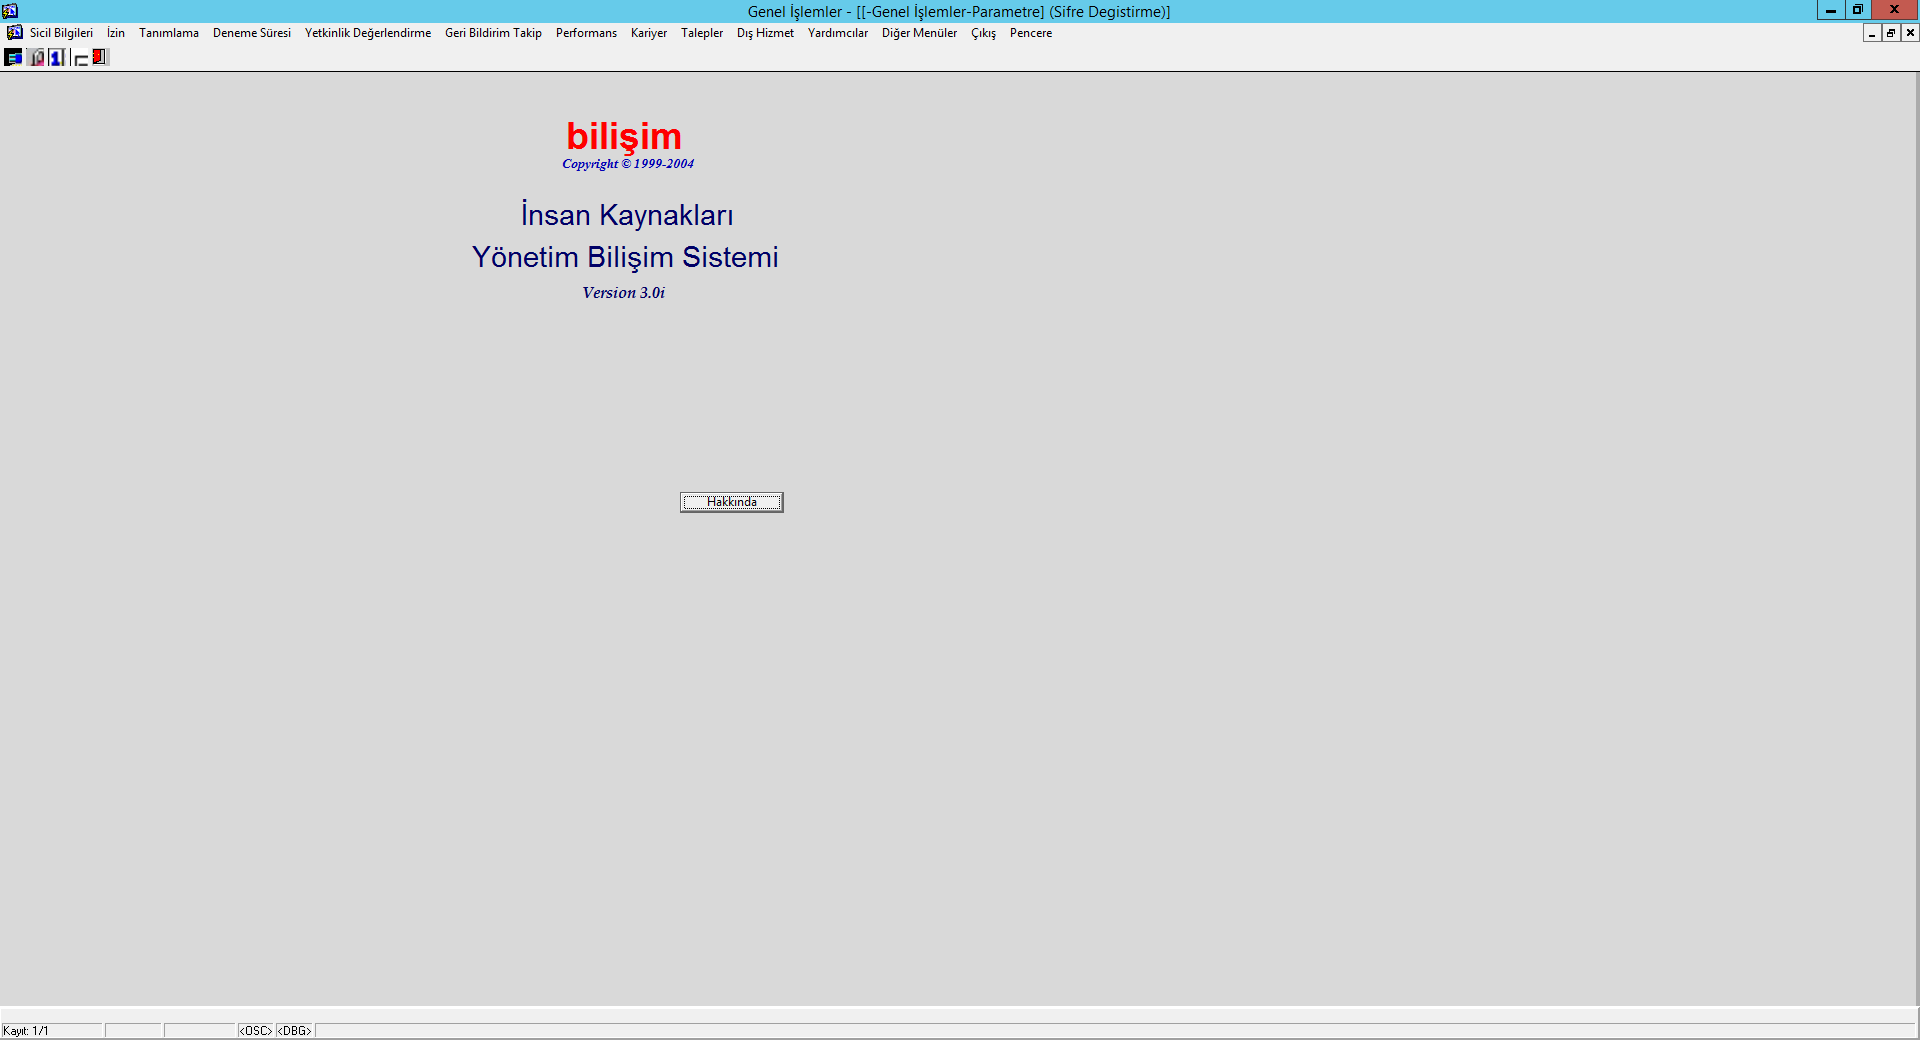 Genel İşlemler - [[-Genel İşlemler-Parametre] (Sifre Degistirme)]
Sicil Bilgileri İzin Tanımlama Deneme Süresi Yetkinlik Değerlendirme Geri Bildirim Takip Performans Kariyer Talepler Dış Hizmet Yardımcılar Diğer Menüler Çıkış Pencere
1
bilişim
Copyright © 1999-2004
İnsan Kaynakları
Yönetim Bilişim Sistemi
Version 3.0i
Hakkında
Kayıt: 1/1 <OSC> <DBG>